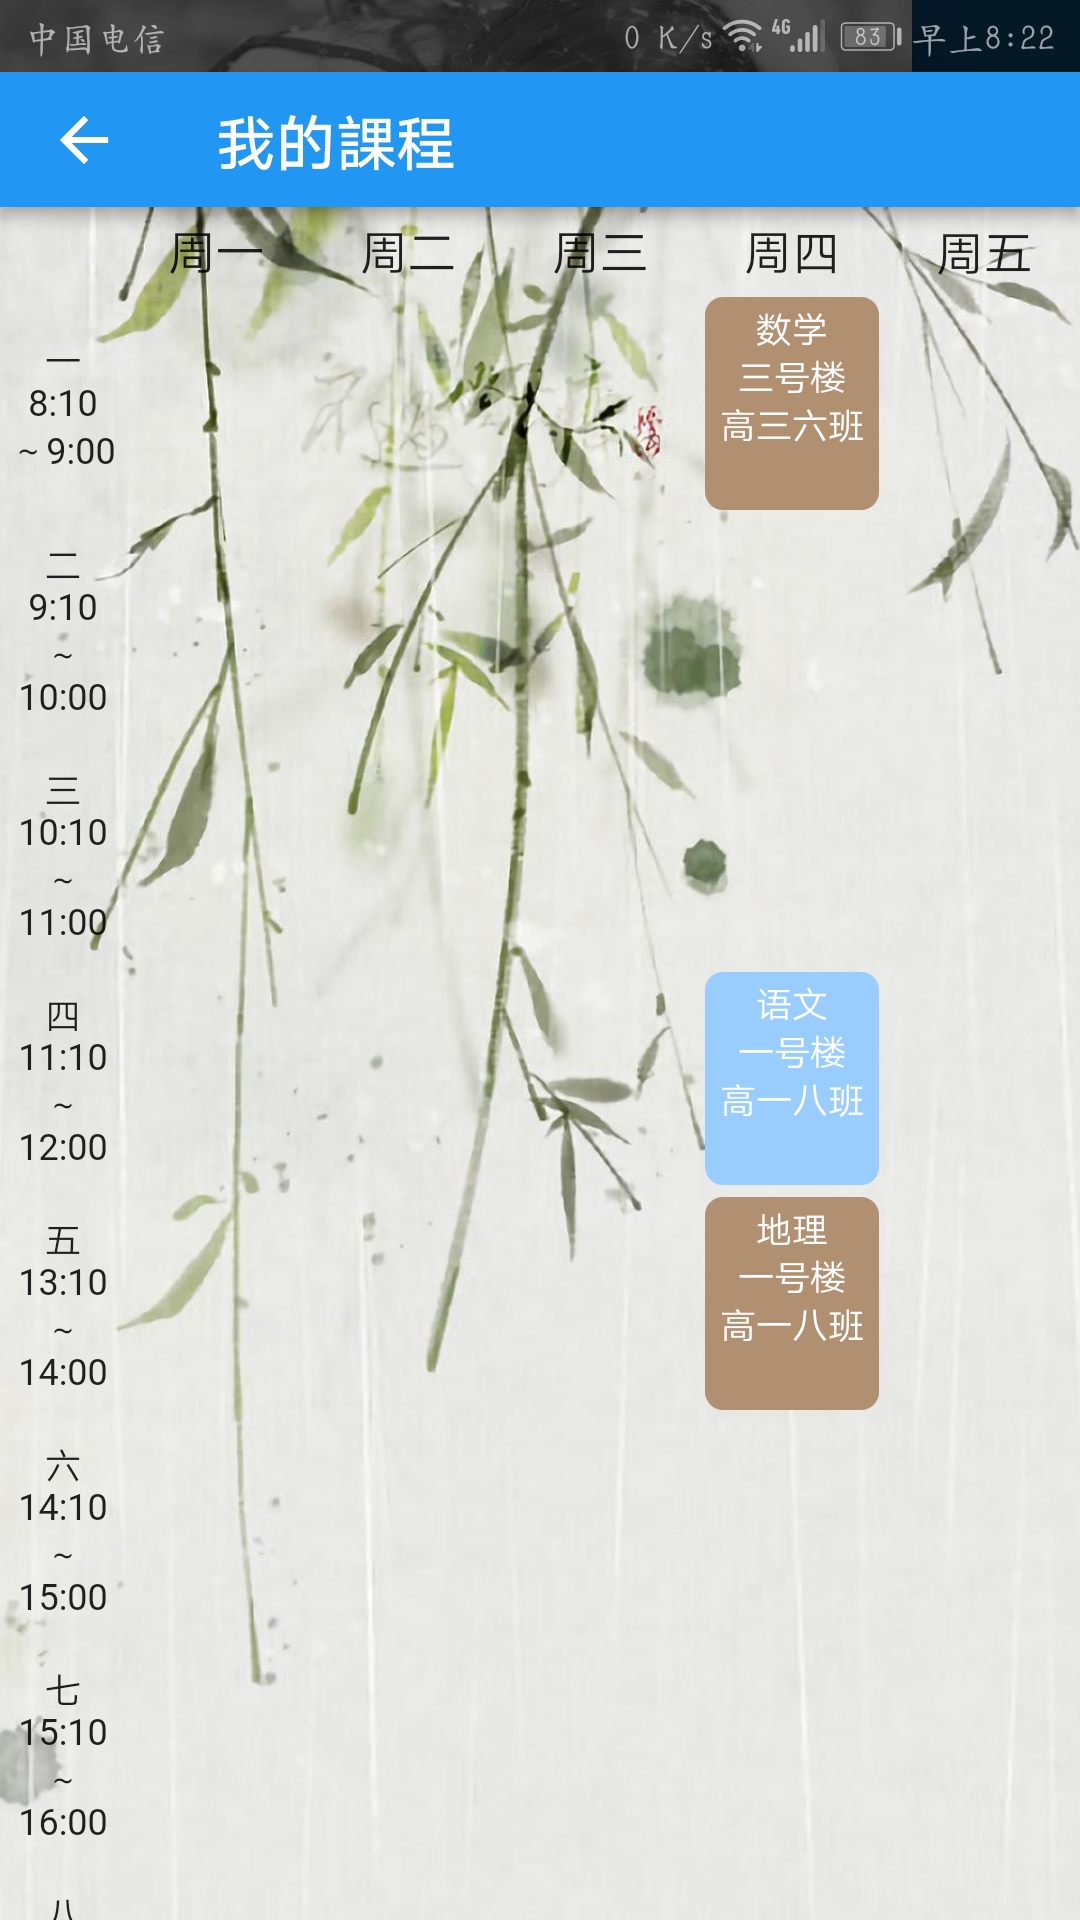 中国电信 0 K/s 4G 83 早上8:22
我的課程
周一 周二 周三 周四 周五
一
8:10
~ 9:00
数学
三号楼
高三六班
二
9:10
~
10:00
三
10:10
~
11:00
四
11:10
~
12:00
语文
一号楼
高一八班
五
13:10
~
14:00
地理
一号楼
高一八班
六
14:10
~
15:00
七
15:10
~
16:00
八